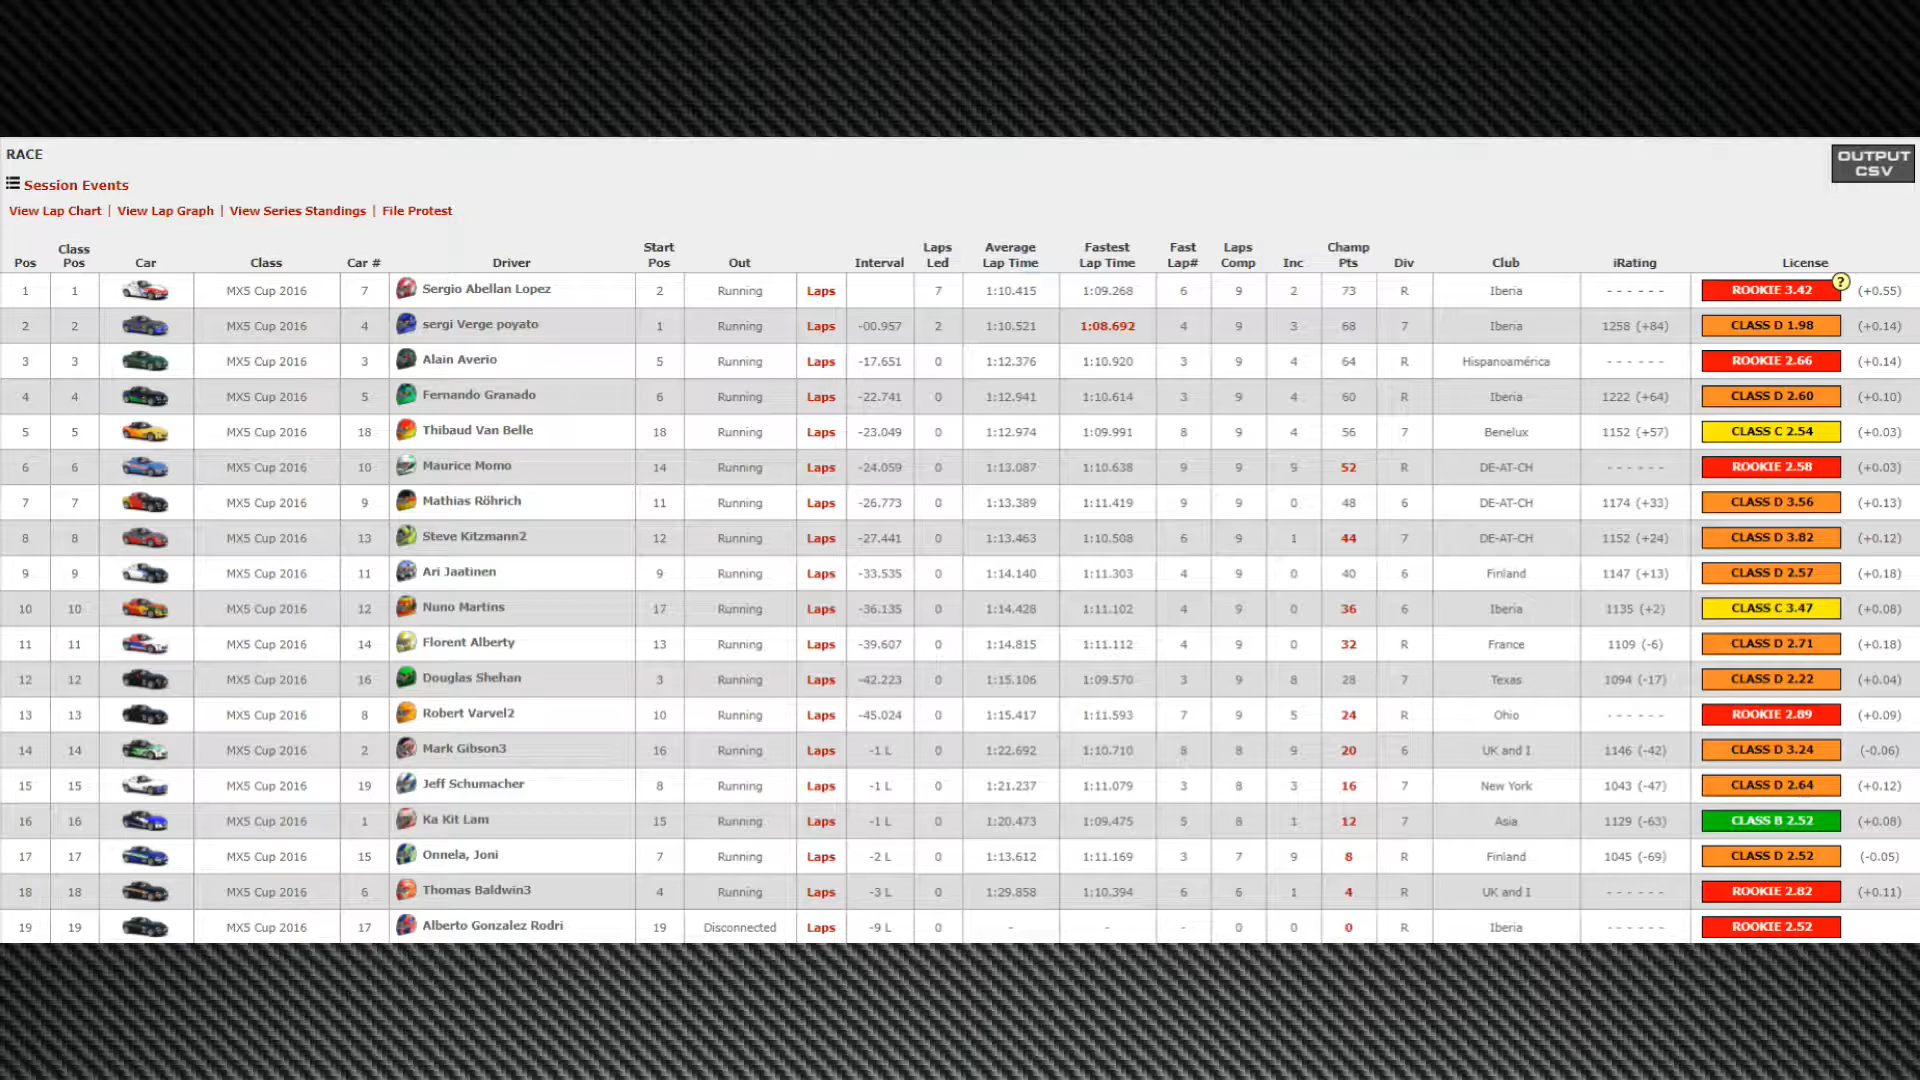 RACE
OUTPUT CSV
Session Events
View Lap Chart | View Lap Graph | View Series Standings | File Protest
Pos Class Pos Car Class Car # Driver Start Pos Out Interval Laps Led Average Lap Time Fastest Lap Time Fast Lap# Laps Comp Inc Champ Pts Div Club iRating License
?
1 1 MX5 Cup 2016 7 Sergio Abellan Lopez 2 Running Laps 7 1:10.415 1:09.268 6 9 2 73 R Iberia - - - - - - ROOKIE 3.42 (+0.55)
2 2 MX5 Cup 2016 4 sergi Verge poyato 1 Running Laps -00.957 2 1:10.521 1:08.692 4 9 3 68 7 Iberia 1258 (+84) CLASS D 1.98 (+0.14)
3 3 MX5 Cup 2016 3 Alain Averio 5 Running Laps -17.651 0 1:12.376 1:10.920 3 9 4 64 R Hispanoamérica - - - - - - ROOKIE 2.66 (+0.14)
4 4 MX5 Cup 2016 5 Fernando Granado 6 Running Laps -22.741 0 1:12.941 1:10.614 3 9 4 60 R Iberia 1222 (+64) CLASS D 2.60 (+0.10)
5 5 MX5 Cup 2016 18 Thibaud Van Belle 18 Running Laps -23.049 0 1:12.974 1:09.991 8 9 4 56 7 Benelux 1152 (+57) CLASS C 2.54 (+0.03)
6 6 MX5 Cup 2016 10 Maurice Momo 14 Running Laps -24.059 0 1:13.087 1:10.638 9 9 9 52 R DE-AT-CH - - - - - - ROOKIE 2.58 (+0.03)
7 7 MX5 Cup 2016 9 Mathias Röhrich 11 Running Laps -26.773 0 1:13.389 1:11.419 9 9 0 48 6 DE-AT-CH 1174 (+33) CLASS D 3.56 (+0.13)
8 8 MX5 Cup 2016 13 Steve Kitzmann2 12 Running Laps -27.441 0 1:13.463 1:10.508 6 9 1 44 7 DE-AT-CH 1152 (+24) CLASS D 3.82 (+0.12)
9 9 MX5 Cup 2016 11 Ari Jaatinen 9 Running Laps -33.535 0 1:14.140 1:11.303 4 9 0 40 6 Finland 1147 (+13) CLASS D 2.57 (+0.18)
10 10 MX5 Cup 2016 12 Nuno Martins 17 Running Laps -36.135 0 1:14.428 1:11.102 4 9 0 36 6 Iberia 1135 (+2) CLASS C 3.47 (+0.08)
11 11 MX5 Cup 2016 14 Florent Alberty 13 Running Laps -39.607 0 1:14.815 1:11.112 4 9 0 32 R France 1109 (-6) CLASS D 2.71 (+0.18)
12 12 MX5 Cup 2016 16 Douglas Shehan 3 Running Laps -42.223 0 1:15.106 1:09.570 3 9 8 28 7 Texas 1094 (-17) CLASS D 2.22 (+0.04)
13 13 MX5 Cup 2016 8 Robert Varvel2 10 Running Laps -45.024 0 1:15.417 1:11.593 7 9 5 24 R Ohio - - - - - - ROOKIE 2.89 (+0.09)
14 14 MX5 Cup 2016 2 Mark Gibson3 16 Running Laps -1 L 0 1:22.692 1:10.710 8 8 9 20 6 UK and I 1146 (-42) CLASS D 3.24 (-0.06)
15 15 MX5 Cup 2016 19 Jeff Schumacher 8 Running Laps -1 L 0 1:21.237 1:11.079 3 8 3 16 7 New York 1043 (-47) CLASS D 2.64 (+0.12)
16 16 MX5 Cup 2016 1 Ka Kit Lam 15 Running Laps -1 L 0 1:20.473 1:09.475 5 8 1 12 7 Asia 1129 (-63) CLASS B 2.52 (+0.08)
17 17 MX5 Cup 2016 15 Onnela, Joni 7 Running Laps -2 L 0 1:13.612 1:11.169 3 7 9 8 R Finland 1045 (-69) CLASS D 2.52 (-0.05)
18 18 MX5 Cup 2016 6 Thomas Baldwin3 4 Running Laps -3 L 0 1:29.858 1:10.394 6 6 1 4 R UK and I - - - - - - ROOKIE 2.82 (+0.11)
19 19 MX5 Cup 2016 17 Alberto Gonzalez Rodri 19 Disconnected Laps -9 L 0 - - - 0 0 0 R Iberia - - - - - - ROOKIE 2.52